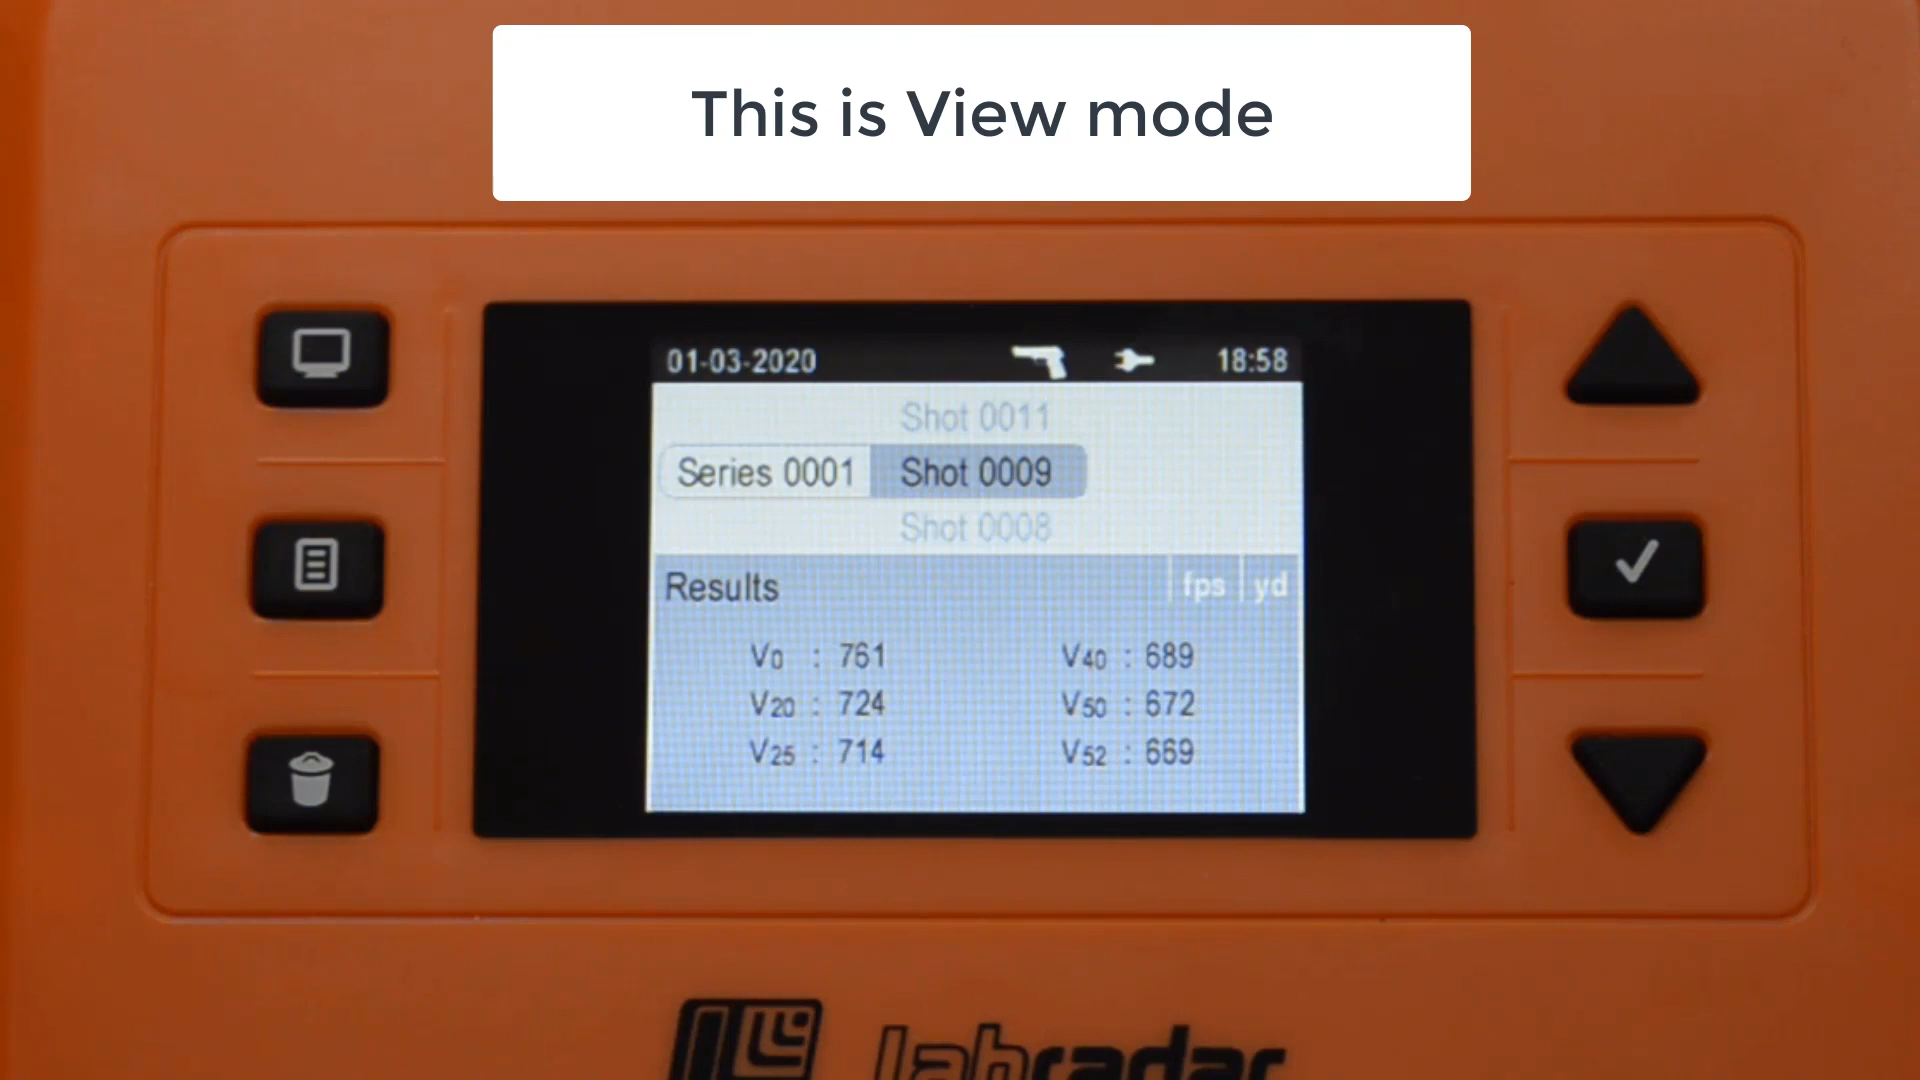 This is View mode
01-03-2020 18:58
Shot 0011
Series 0001 Shot 0009
Shot 0008
Results fps yd
V0 : 761 V40 : 689
V20 : 724 V50 : 672
V25 : 714 V52 : 669
labradar